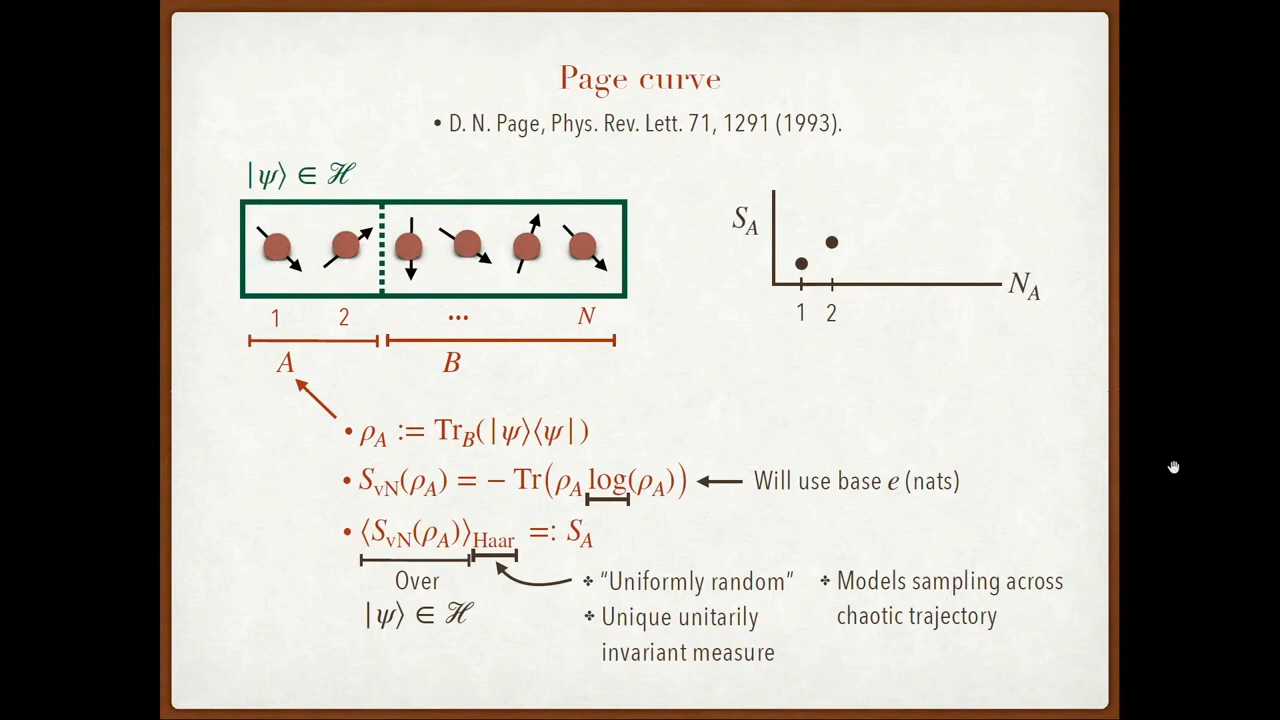 Page curve
• D. N. Page, Phys. Rev. Lett. 71, 1291 (1993).
|ψ⟩ ∈ ℋ
1 2 ... N
A B
S_A
N_A
1 2
• ρ_A := Tr_B(|ψ⟩⟨ψ|)
• S_vN(ρ_A) = − Tr(ρ_A log(ρ_A)) Will use base e (nats)
• ⟨S_vN(ρ_A)⟩_Haar =: S_A
Over
|ψ⟩ ∈ ℋ
✤ "Uniformly random"
✤ Unique unitarily
invariant measure
✤ Models sampling across
chaotic trajectory